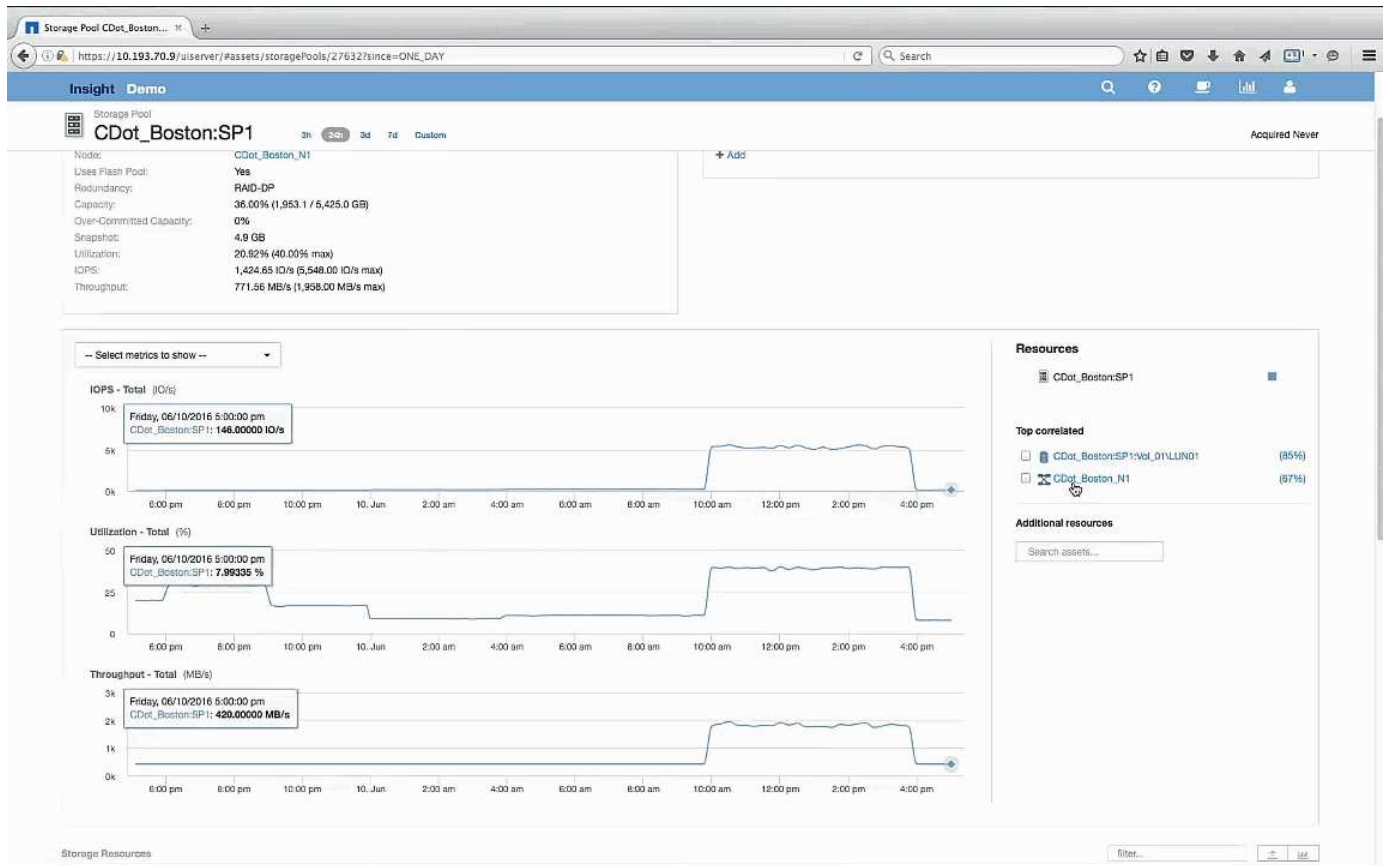 Storage Pool CDot_Boston... ×
https://10.193.70.9/uiserver/#assets/storagePools/27632?since=ONE_DAY
Search
Insight Demo
Storage Pool
CDot_Boston:SP1
3h 24h 3d 7d Custom
Acquired Never
Node: CDot_Boston_N1
Uses Flash Pool: Yes
Redundancy: RAID-DP
Capacity: 36.00% (1,953.1 / 5,425.0 GB)
Over-Committed Capacity: 0%
Snapshot: 4.9 GB
Utilization: 20.92% (40.00% max)
IOPS: 1,424.65 IO/s (5,548.00 IO/s max)
Throughput: 771.56 MB/s (1,958.00 MB/s max)
+ Add
-- Select metrics to show --
IOPS - Total (IO/s)
10k
5k
0k
Friday, 06/10/2016 5:00:00 pm
CDot_Boston:SP1: 146.00000 IO/s
6:00 pm 8:00 pm 10:00 pm 10. Jun 2:00 am 4:00 am 6:00 am 8:00 am 10:00 am 12:00 pm 2:00 pm 4:00 pm
Utilization - Total (%)
50
25
0
Friday, 06/10/2016 5:00:00 pm
CDot_Boston:SP1: 7.99335 %
6:00 pm 8:00 pm 10:00 pm 10. Jun 2:00 am 4:00 am 6:00 am 8:00 am 10:00 am 12:00 pm 2:00 pm 4:00 pm
Throughput - Total (MB/s)
3k
2k
1k
0k
Friday, 06/10/2016 5:00:00 pm
CDot_Boston:SP1: 420.00000 MB/s
6:00 pm 8:00 pm 10:00 pm 10. Jun 2:00 am 4:00 am 6:00 am 8:00 am 10:00 am 12:00 pm 2:00 pm 4:00 pm
Resources
CDot_Boston:SP1
Top correlated
CDot_Boston:SP1:Vol_01\LUN01 (85%)
CDot_Boston_N1 (67%)
Additional resources
Search assets...
Storage Resources
filter...